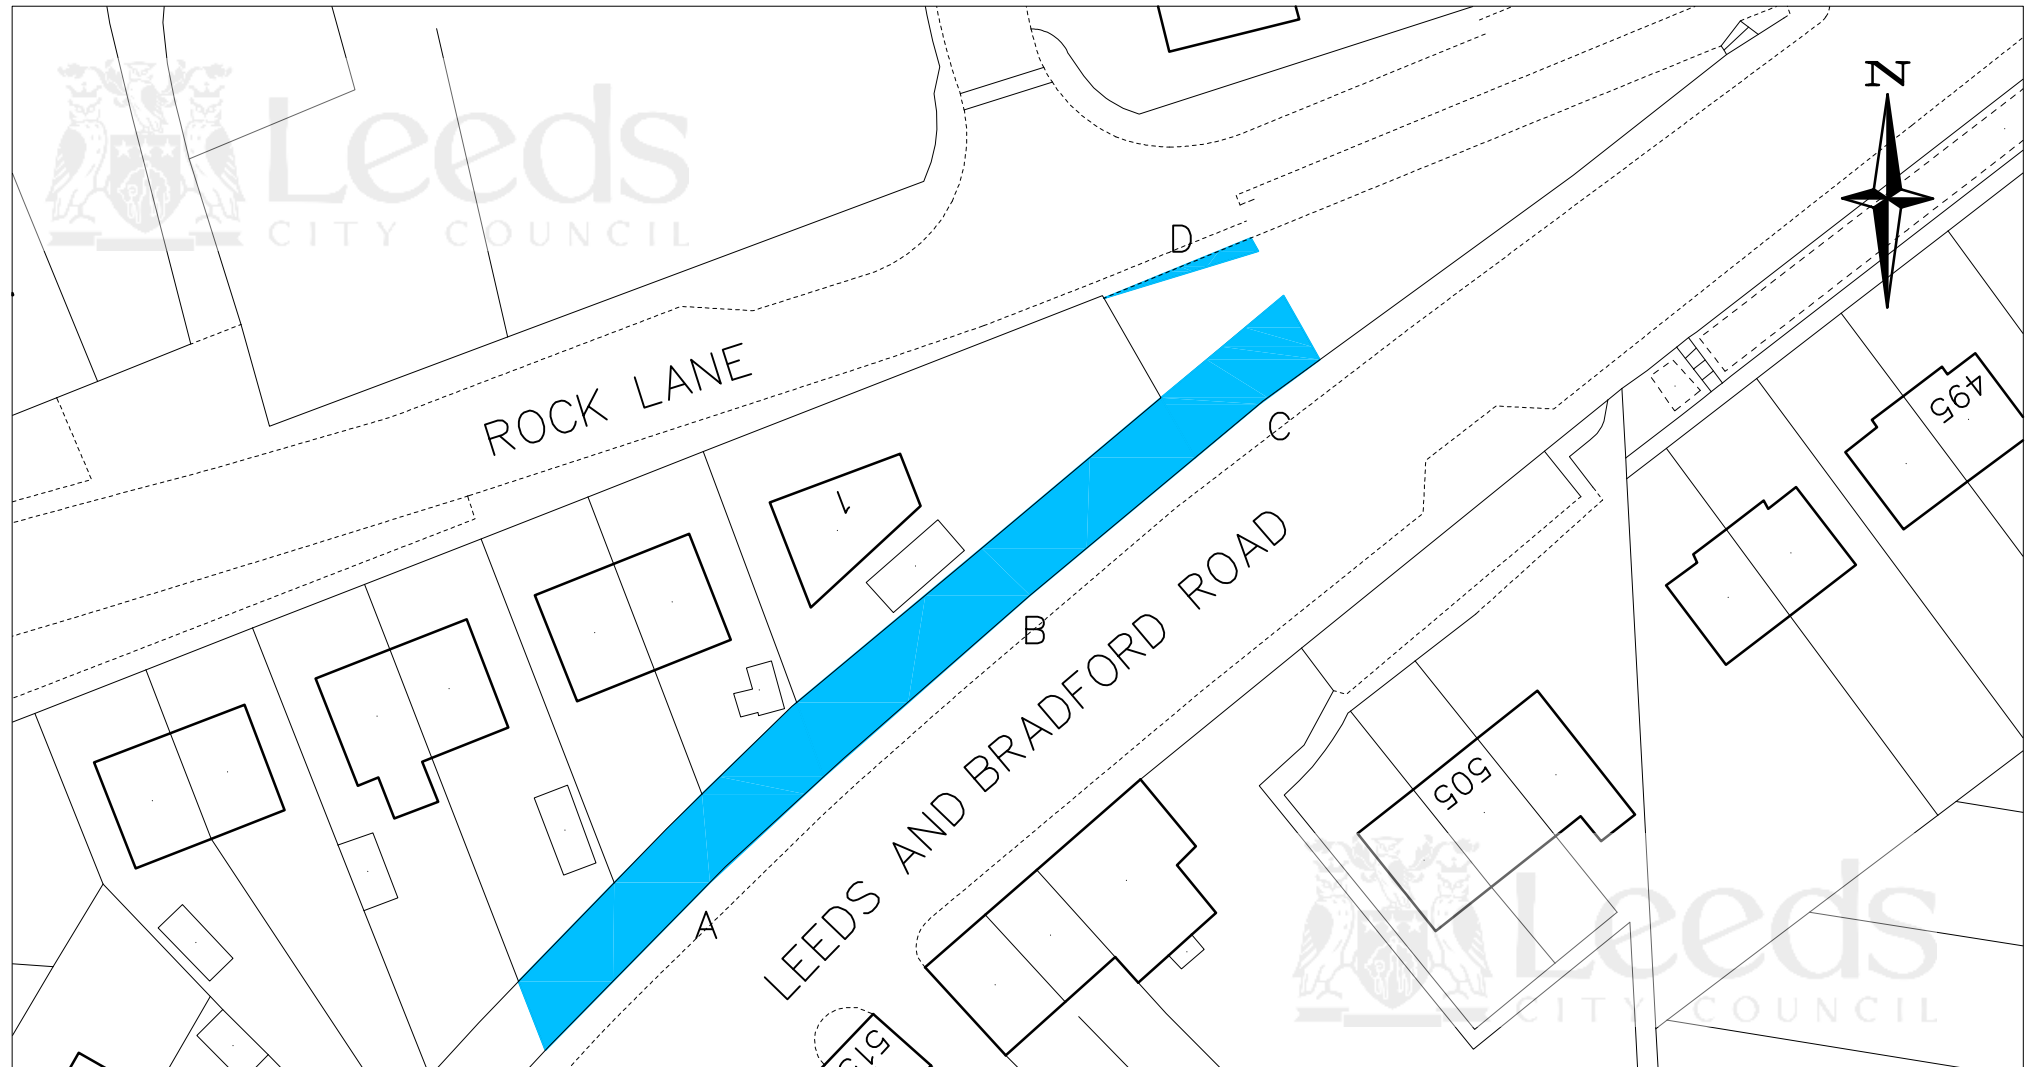 Leeds
CITY COUNCIL
N
D
ROCK LANE
495
C
1
B
LEEDS AND BRADFORD ROAD
505
A
Leeds
CITY COUNCIL